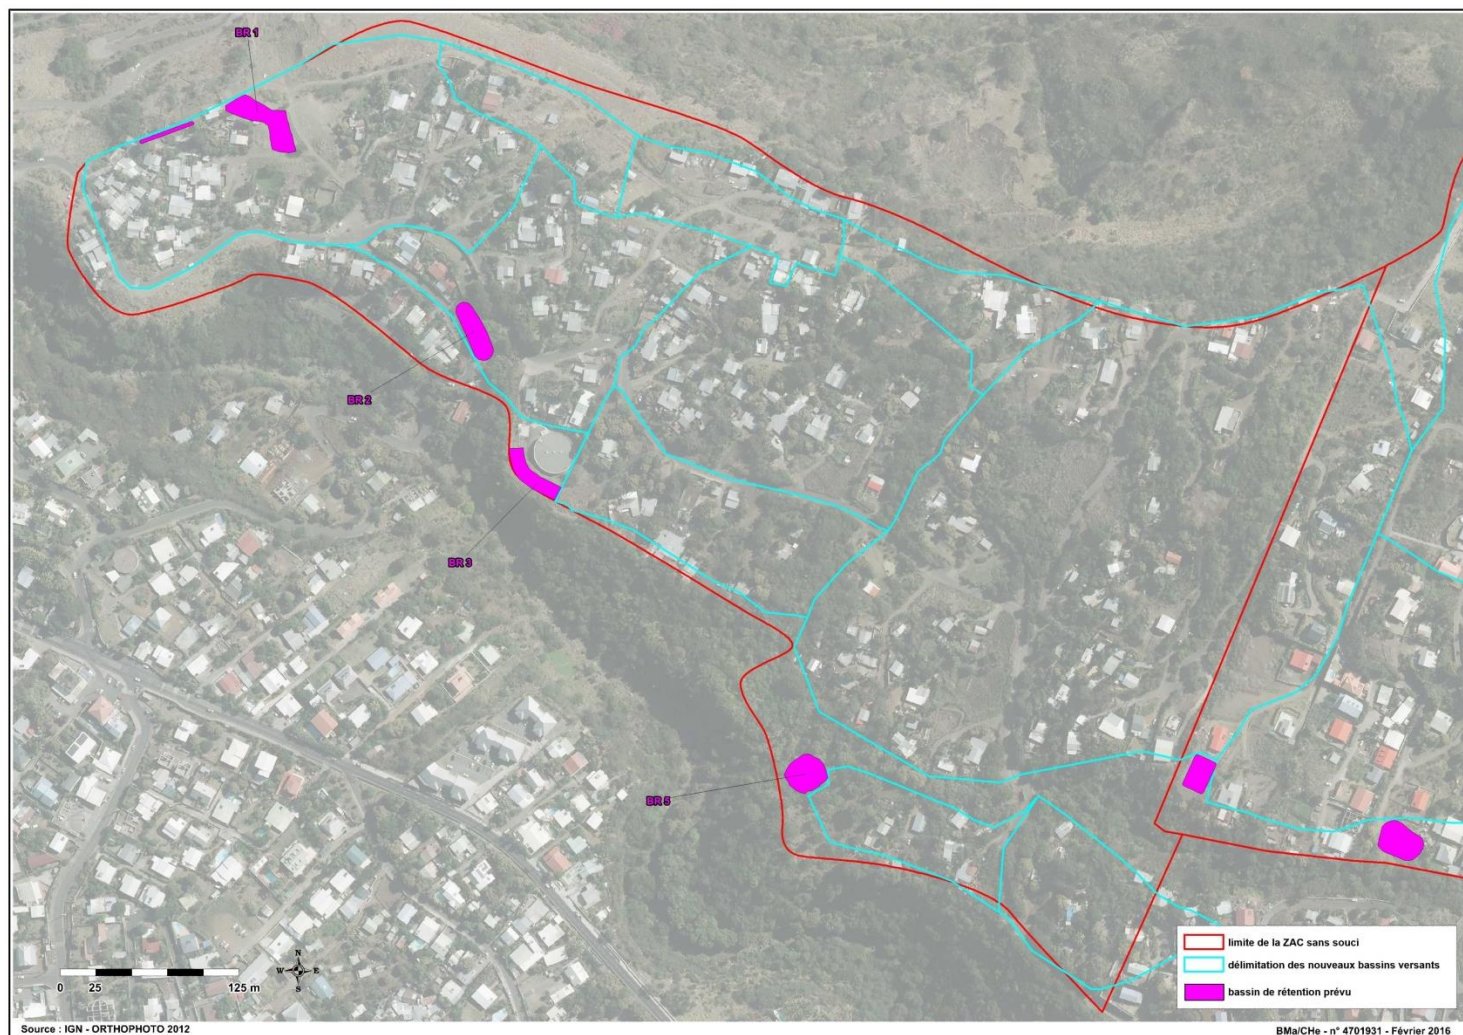 BR 1
BR 2
BR 3
BR 5
N
W E
S
0 25 125 m
limite de la ZAC sans souci
délimitation des nouveaux bassins versants
bassin de rétention prévu
Source : IGN - ORTHOPHOTO 2012
BMa/CHe - n° 4701931 - Février 2016